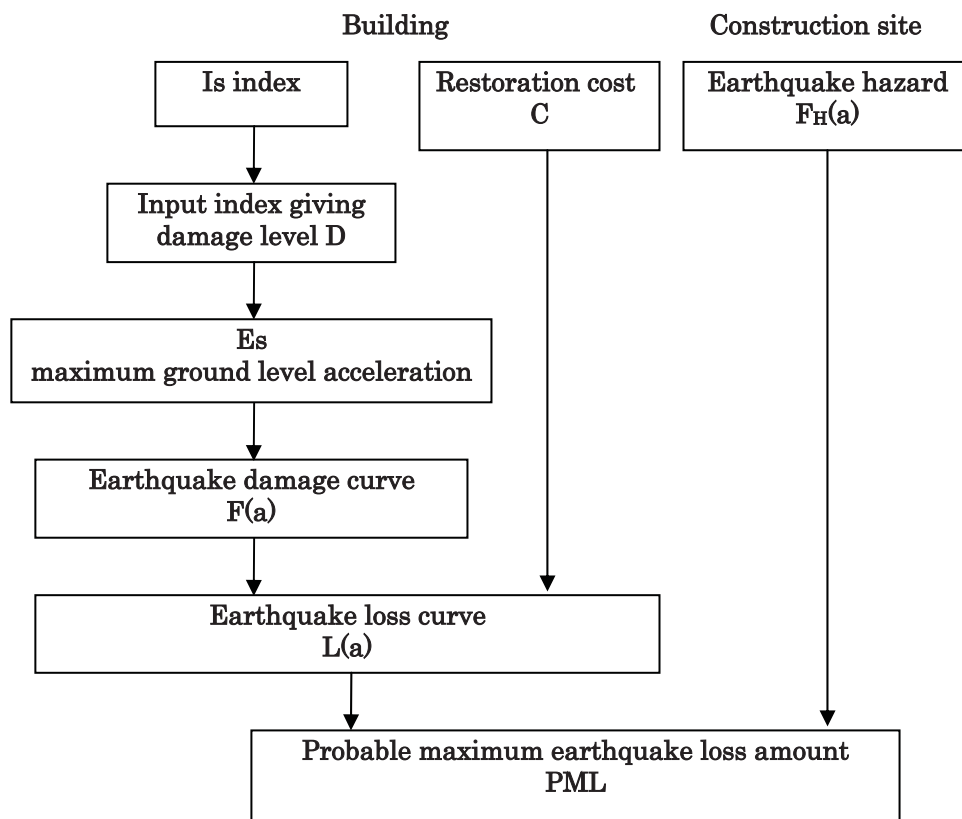 Building
Construction site
Is index
Restoration cost
C
Earthquake hazard
FH(a)
Input index giving
damage level D
Es
maximum ground level acceleration
Earthquake damage curve
F(a)
Earthquake loss curve
L(a)
Probable maximum earthquake loss amount
PML